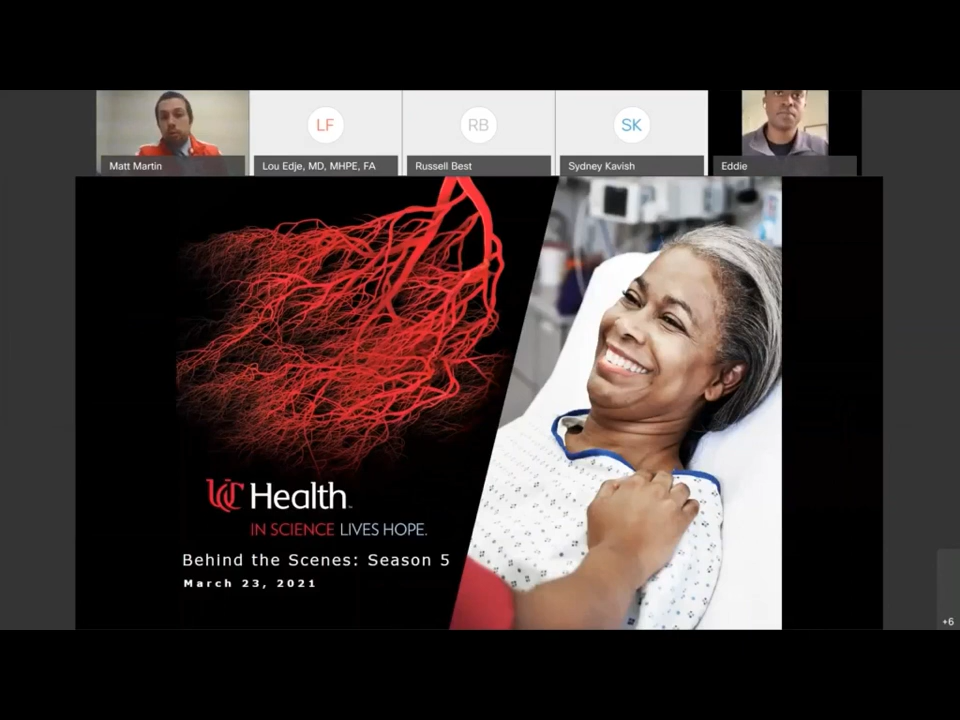 LF
RB
SK
Matt Martin
Lou Edje, MD, MHPE, FA
Russell Best
Sydney Kavish
Eddie
UC Health™
IN SCIENCE LIVES HOPE.
Behind the Scenes: Season 5
March 23, 2021
+6